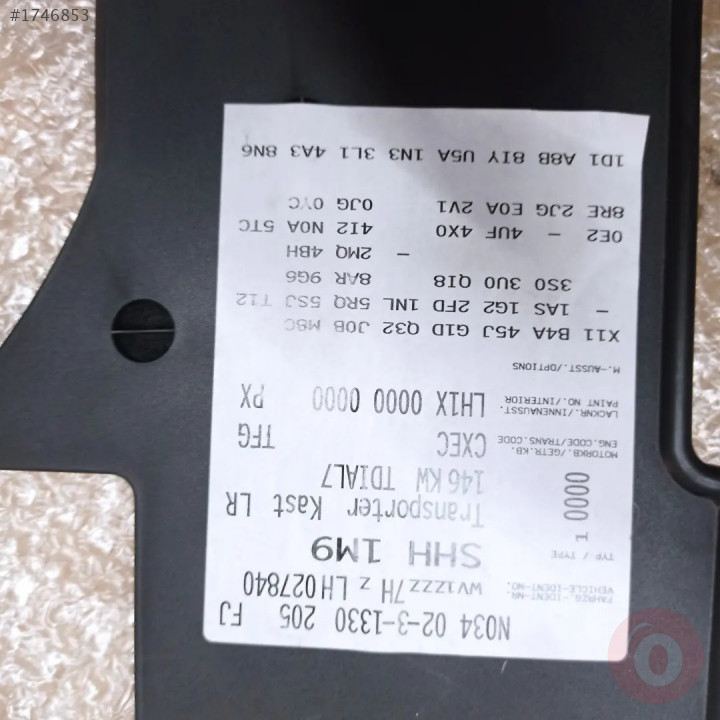 #1746853
N034 02-3-1330 205 FJ
FAHRZG.-IDENT-NR. WV1ZZZ7HZLH027840
VEHICLE-IDENT-NO.
TYP / TYPE SHH 1M9
1 0000 Transporter Kast LR
146 KW TDIAL7
MOTORKB./GETR.KB. CXEC TFG
ENG.CODE/TRANS.CODE
LACKNR./INNENAUSST. LH1X 0000 0000 PX
PAINT NO./INTERIOR
M.-AUSST./OPTIONS
X11 B4A 45J G1D Q32 J0B M8C
- 1AS 1G2 2FD 1NL 5RQ 5SJ T12
3S0 3U0 QI8 8AR 9G6
- 2MQ 4BH
0E2 - 4UF 4X0 4I2 N0A 5TC
8RE 2JG E0A 2V1 0JG 0YC
1D1 A8B 8IY U5A 1N3 3L1 4A3 8N6